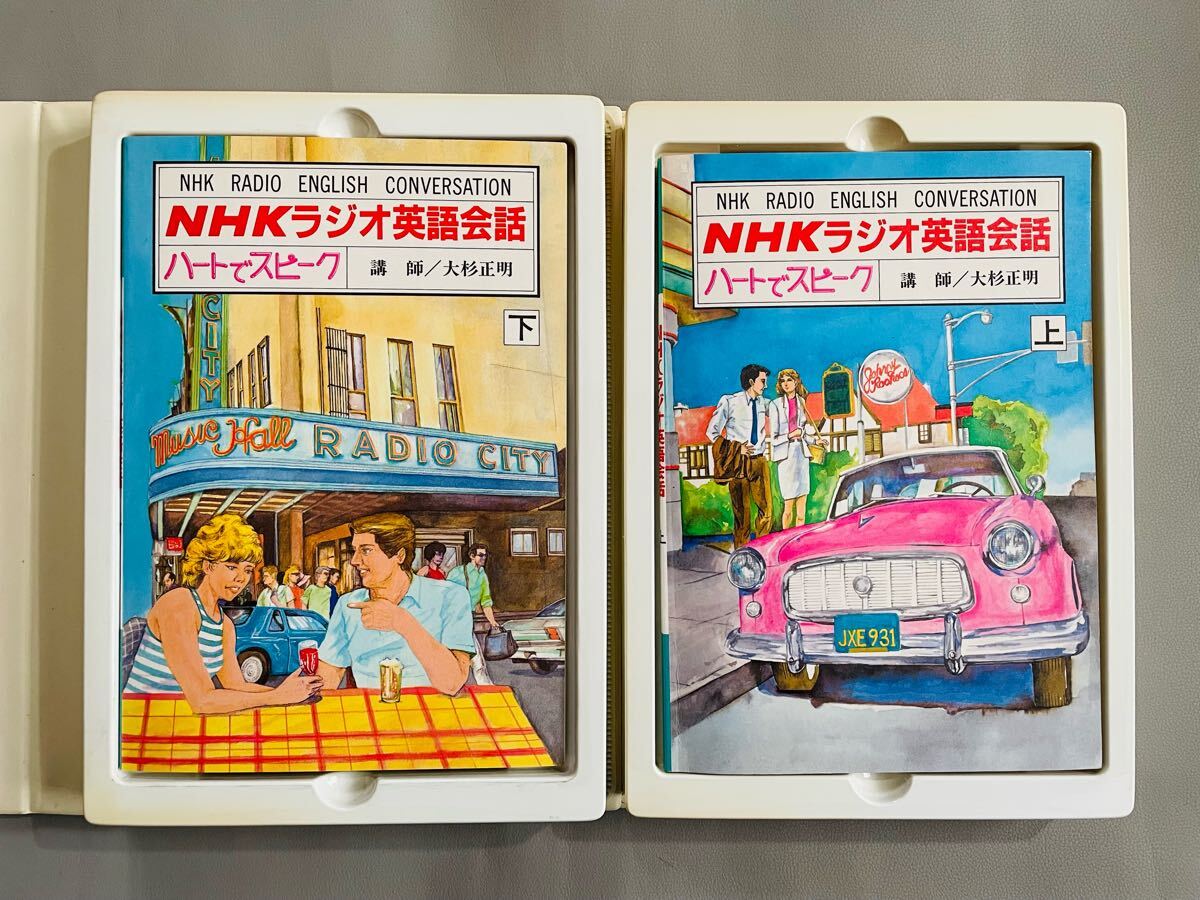 NHK RADIO ENGLISH CONVERSATION
NHKラジオ英語会話
ハートでスピーク
講 師/大杉正明
下
CITY
Music Hall RADIO CITY
NHK RADIO ENGLISH CONVERSATION
NHKラジオ英語会話
ハートでスピーク
講 師/大杉正明
上
Johnny
Rockets
JXE 931